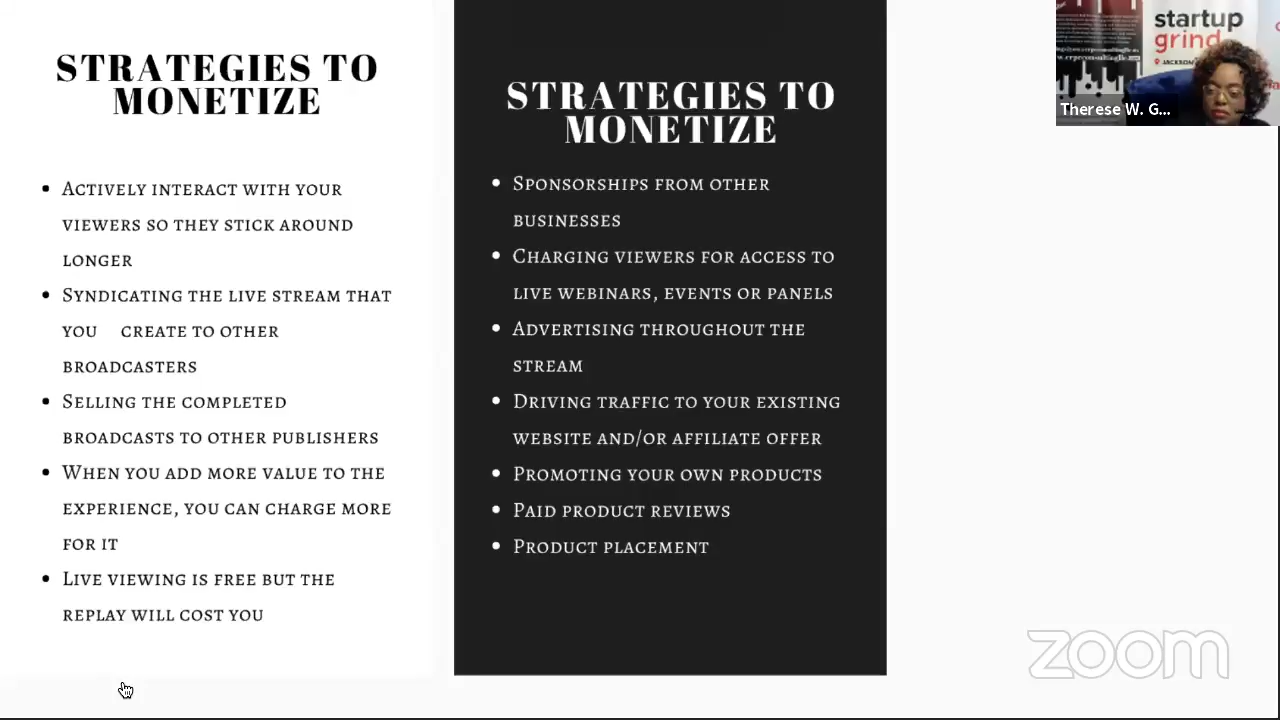 STRATEGIES TO
MONETIZE
• Actively interact with your
viewers so they stick around
longer
• Syndicating the live stream that
you create to other
broadcasters
• Selling the completed
broadcasts to other publishers
• When you add more value to the
experience, you can charge more
for it
• Live viewing is free but the
replay will cost you
STRATEGIES TO
MONETIZE
• Sponsorships from other
businesses
• Charging viewers for access to
live webinars, events or panels
• Advertising throughout the
stream
• Driving traffic to your existing
website and/or affiliate offer
• Promoting your own products
• Paid product reviews
• Product placement
startup
grind
Therese W. G...
zoom